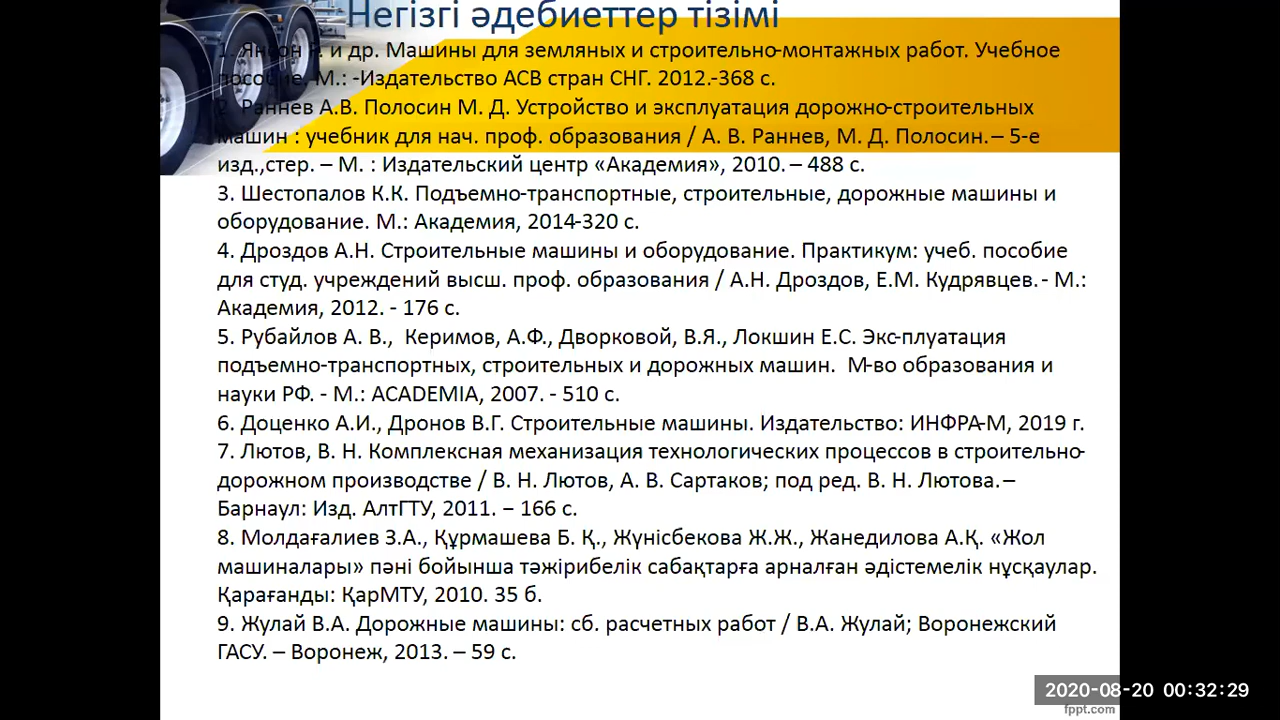 Негізгі әдебиеттер тізімі
1. Янсон Р. и др. Машины для земляных и строительно-монтажных работ. Учебное
пособие. М.: -Издательство АСВ стран СНГ. 2012.-368 с.
2. Раннев А.В. Полосин М. Д. Устройство и эксплуатация дорожно-строительных
машин : учебник для нач. проф. образования / А. В. Раннев, М. Д. Полосин. – 5-е
изд.,стер. – М. : Издательский центр «Академия», 2010. – 488 с.
3. Шестопалов К.К. Подъемно-транспортные, строительные, дорожные машины и
оборудование. М.: Академия, 2014-320 с.
4. Дроздов А.Н. Строительные машины и оборудование. Практикум: учеб. пособие
для студ. учреждений высш. проф. образования / А.Н. Дроздов, Е.М. Кудрявцев. - М.:
Академия, 2012. - 176 с.
5. Рубайлов А. В., Керимов, А.Ф., Дворковой, В.Я., Локшин Е.С. Экс-плуатация
подъемно-транспортных, строительных и дорожных машин. М-во образования и
науки РФ. - М.: ACADEMIA, 2007. - 510 с.
6. Доценко А.И., Дронов В.Г. Строительные машины. Издательство: ИНФРА-М, 2019 г.
7. Лютов, В. Н. Комплексная механизация технологических процессов в строительно-
дорожном производстве / В. Н. Лютов, А. В. Сартаков; под ред. В. Н. Лютова. –
Барнаул: Изд. АлтГТУ, 2011. – 166 с.
8. Молдағалиев З.А., Құрмашева Б. Қ., Жүнісбекова Ж.Ж., Жанедилова А.Қ. «Жол
машиналары» пәні бойынша тәжірибелік сабақтарға арналған әдістемелік нұсқаулар.
Қарағанды: ҚарМТУ, 2010. 35 б.
9. Жулай В.А. Дорожные машины: сб. расчетных работ / В.А. Жулай; Воронежский
ГАСУ. – Воронеж, 2013. – 59 с.
2020-08-20 00:32:29
fppt.com